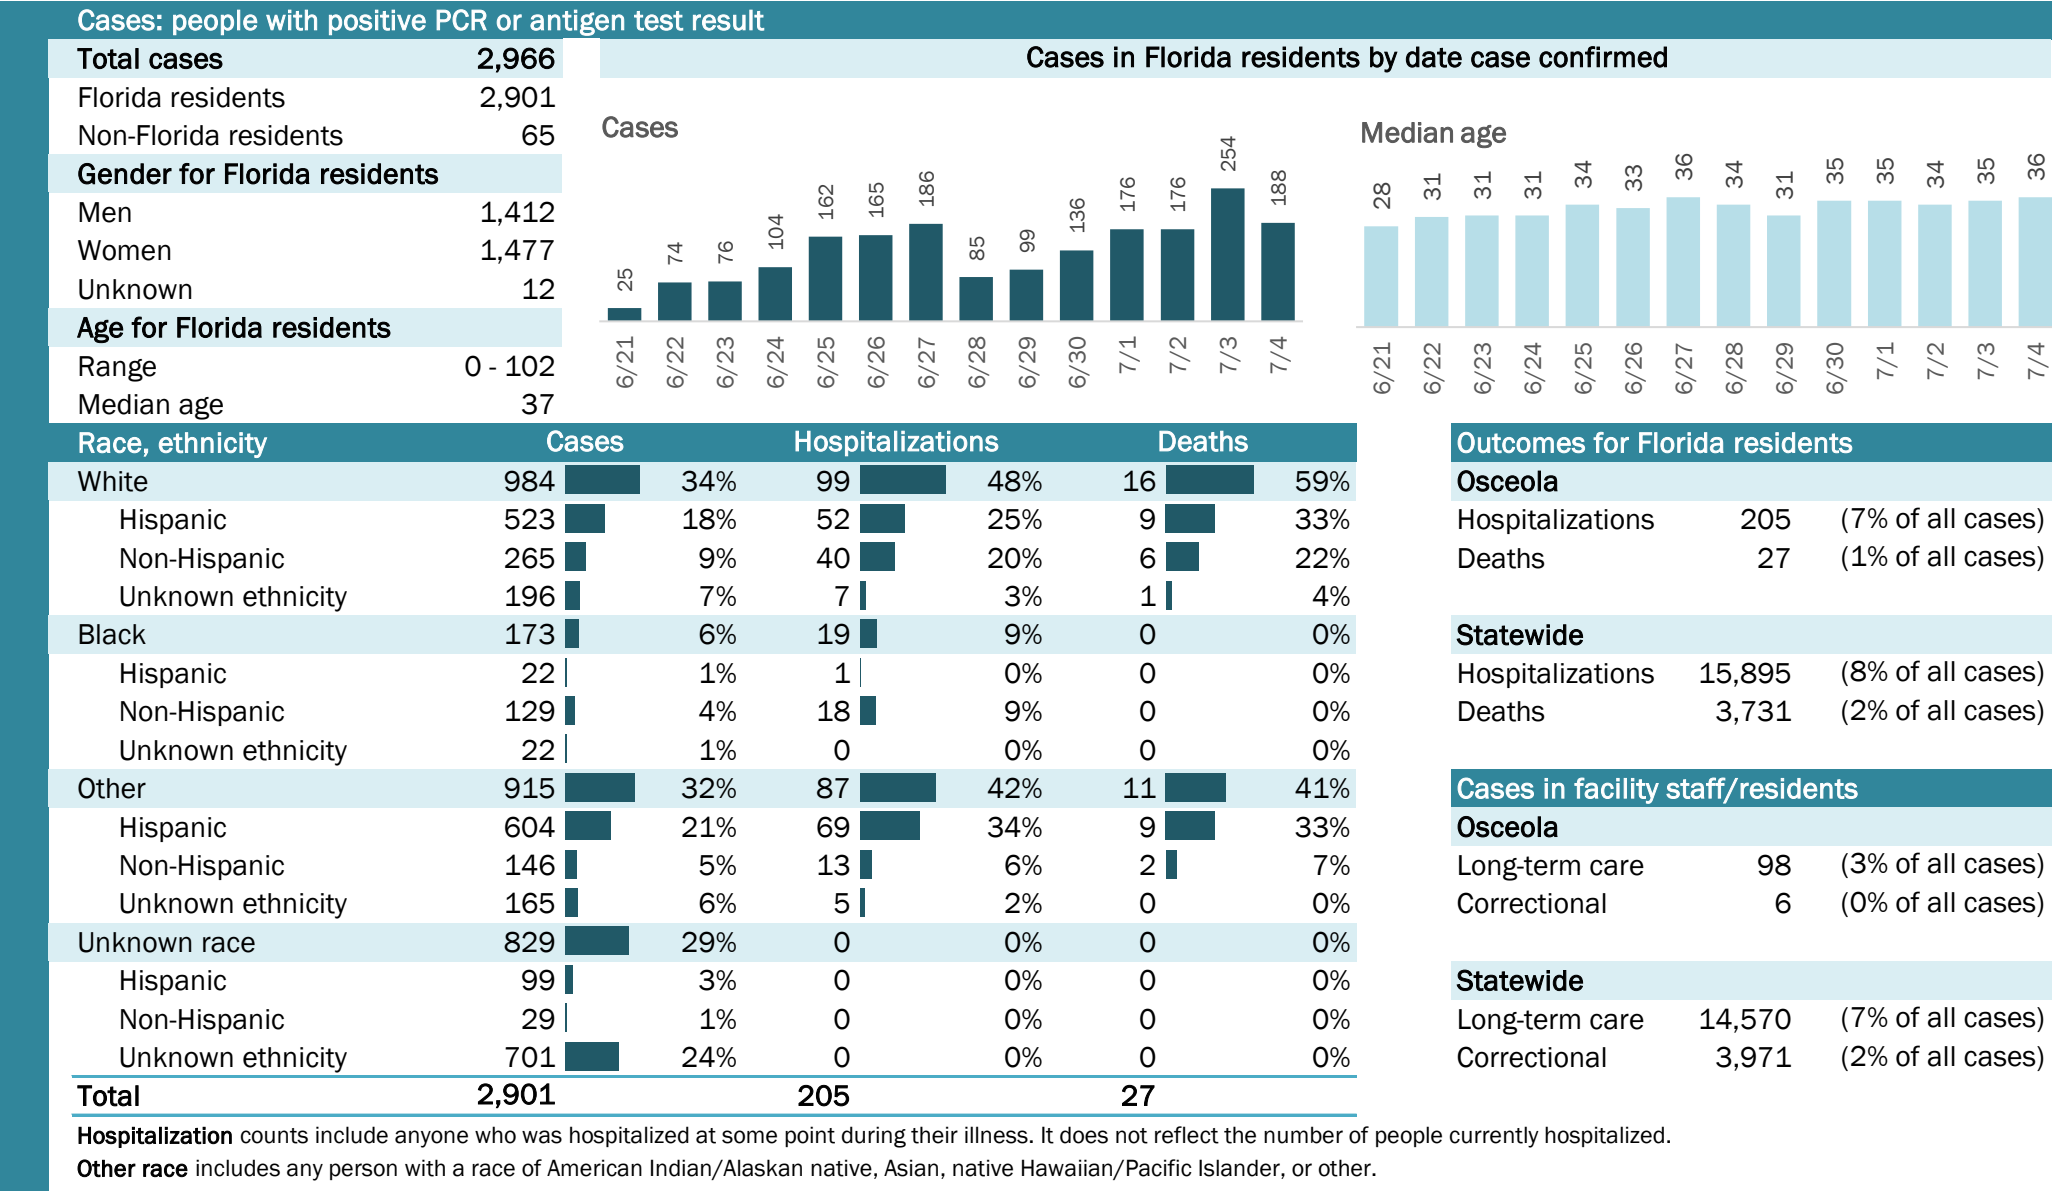 Cases: people with positive PCR or antigen test result
Total cases 2,966
Florida residents 2,901
Non-Florida residents 65
Gender for Florida residents
Men 1,412
Women 1,477
Unknown 12
Age for Florida residents
Range 0 - 102
Median age 37
Cases in Florida residents by date case confirmed
Cases
25 74 76 104 162 165 186 85 99 136 176 176 254 188
6/21 6/22 6/23 6/24 6/25 6/26 6/27 6/28 6/29 6/30 7/1 7/2 7/3 7/4
Median age
28 31 31 31 34 33 36 34 31 35 35 34 35 36
6/21 6/22 6/23 6/24 6/25 6/26 6/27 6/28 6/29 6/30 7/1 7/2 7/3 7/4
Race, ethnicity Cases Hospitalizations Deaths
White 984 34% 99 48% 16 59%
Hispanic 523 18% 52 25% 9 33%
Non-Hispanic 265 9% 40 20% 6 22%
Unknown ethnicity 196 7% 7 3% 1 4%
Black 173 6% 19 9% 0 0%
Hispanic 22 1% 1 0% 0 0%
Non-Hispanic 129 4% 18 9% 0 0%
Unknown ethnicity 22 1% 0 0% 0 0%
Other 915 32% 87 42% 11 41%
Hispanic 604 21% 69 34% 9 33%
Non-Hispanic 146 5% 13 6% 2 7%
Unknown ethnicity 165 6% 5 2% 0 0%
Unknown race 829 29% 0 0% 0 0%
Hispanic 99 3% 0 0% 0 0%
Non-Hispanic 29 1% 0 0% 0 0%
Unknown ethnicity 701 24% 0 0% 0 0%
Total 2,901 205 27
Outcomes for Florida residents
Osceola
Hospitalizations 205 (7% of all cases)
Deaths 27 (1% of all cases)
Statewide
Hospitalizations 15,895 (8% of all cases)
Deaths 3,731 (2% of all cases)
Cases in facility staff/residents
Osceola
Long-term care 98 (3% of all cases)
Correctional 6 (0% of all cases)
Statewide
Long-term care 14,570 (7% of all cases)
Correctional 3,971 (2% of all cases)
Hospitalization counts include anyone who was hospitalized at some point during their illness. It does not reflect the number of people currently hospitalized.
Other race includes any person with a race of American Indian/Alaskan native, Asian, native Hawaiian/Pacific Islander, or other.